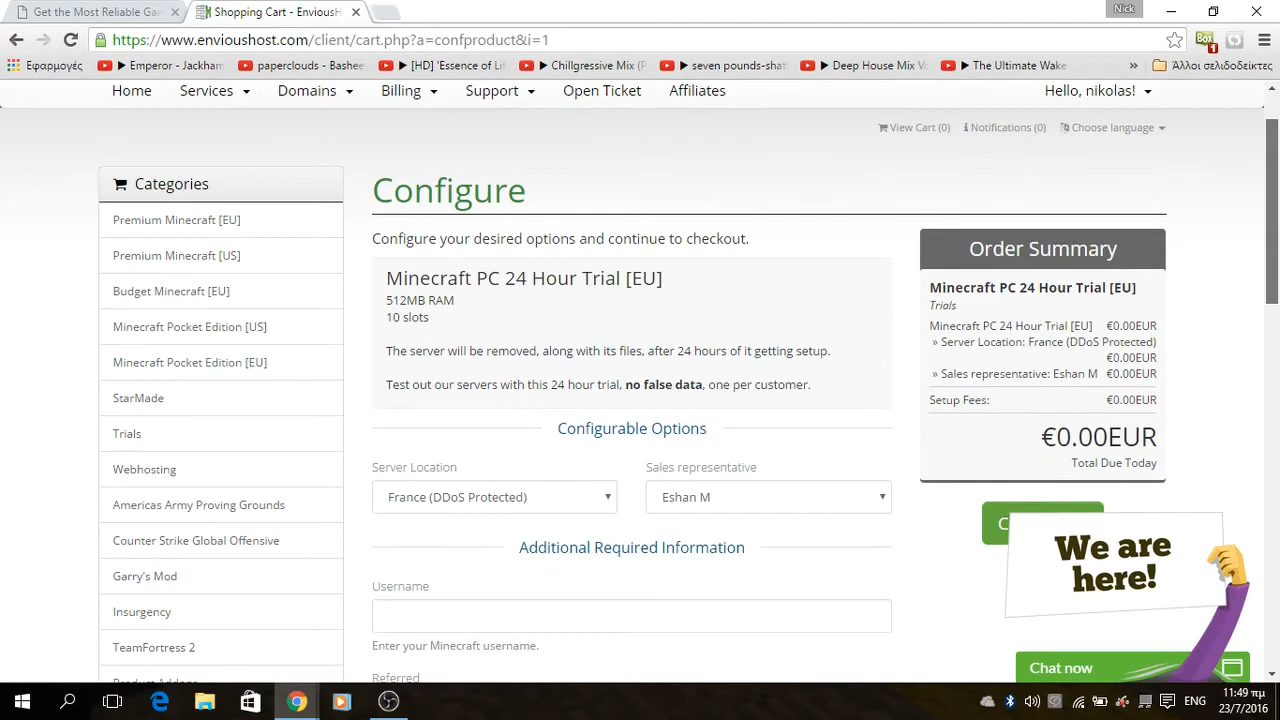 Get the Most Reliable Ga
Shopping Cart - EnviousH
Nick
https://www.envioushost.com/client/cart.php?a=confproduct&i=1
Box
1
Εφαρμογές
▶ Emperor - Jackham
paperclouds - Bashee
▶ [HD] 'Essence of Li
Chillgressive Mix (P
▶ seven pounds-shat
Deep House Mix Vo
▶ The Ultimate Wake
»
Άλλοι σελιδοδείκτες
Home
Services
Domains
Billing
Support
Open Ticket
Affiliates
Hello, nikolas!
View Cart (0)
Notifications (0)
Choose language
Categories
Premium Minecraft [EU]
Premium Minecraft [US]
Budget Minecraft [EU]
Minecraft Pocket Edition [US]
Minecraft Pocket Edition [EU]
StarMade
Trials
Webhosting
Americas Army Proving Grounds
Counter Strike Global Offensive
Garry's Mod
Insurgency
TeamFortress 2
Product Addons
Configure
Configure your desired options and continue to checkout.
Minecraft PC 24 Hour Trial [EU]
512MB RAM
10 slots
The server will be removed, along with its files, after 24 hours of it getting setup.
Test out our servers with this 24 hour trial, no false data, one per customer.
Configurable Options
Server Location
Sales representative
France (DDoS Protected)
Eshan M
Additional Required Information
Username
Enter your Minecraft username.
Referred
Order Summary
Minecraft PC 24 Hour Trial [EU]
Trials
Minecraft PC 24 Hour Trial [EU] €0.00EUR
» Server Location: France (DDoS Protected)
€0.00EUR
» Sales representative: Eshan M €0.00EUR
Setup Fees: €0.00EUR
€0.00EUR
Total Due Today
C
We are
here!
Chat now
ENG
11:49 πμ
23/7/2016